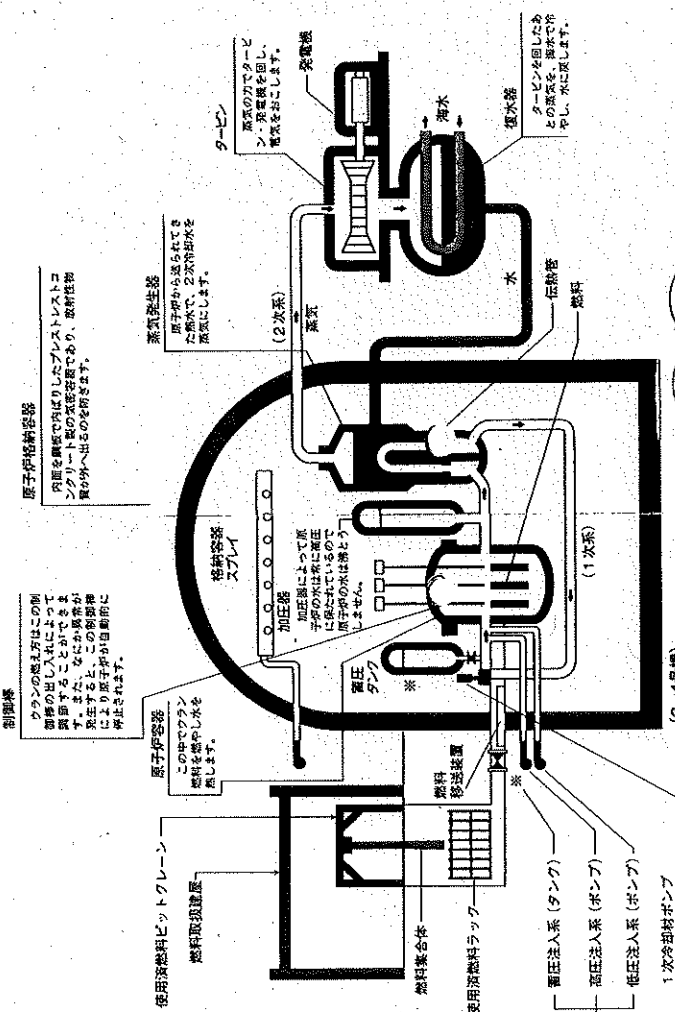 原子炉格納容器
内面を鋼板で内ばりしたプレストレストコ
ンクリート製の気密容器であり、放射性物
質が外へ出るのを防ぎます。
制御棒
ウランの燃え方はこの制
御棒の出し入れによって
調節することができま
す。また、なにか異常が
発生すると、この制御棒
により原子炉が自動的に
停止されます。
蒸気発生器
原子炉から送られてき
た熱水で、2次冷却水を
蒸気にします。
タービン
蒸気の力でタービ
ン・発電機を回し、
電気をおこします。
発電機
原子炉容器
この中でウラン
燃料を燃やし水を
熱します。
格納容器
スプレイ
加圧器
加圧器によって原
子炉の水は常に高圧
に保たれているので
原子炉の水は沸とう
しません。
(2次系)
蒸気
海水
復水器
タービンを回したあ
との蒸気を、海水で冷
やし、水に戻します。
水
伝熱管
燃料
(1次系)
蓄圧
タンク
※
燃料
移送装置
使用済燃料ピットクレーン
燃料取扱建屋
燃料集合体
使用済燃料ラック
※
蓄圧注入系(タンク)
高圧注入系(ポンプ)
低圧注入系(ポンプ)
1次冷却材ポンプ